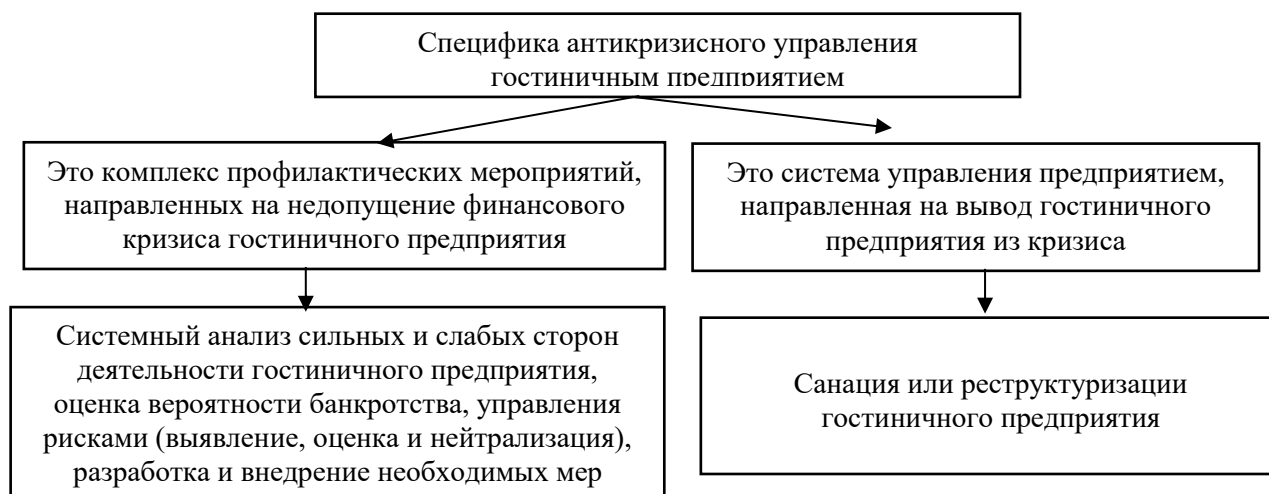 Специфика антикризисного управления
гостиничным предприятием
Это комплекс профилактических мероприятий,
направленных на недопущение финансового
кризиса гостиничного предприятия
Это система управления предприятием,
направленная на вывод гостиничного
предприятия из кризиса
Системный анализ сильных и слабых сторон
деятельности гостиничного предприятия,
оценка вероятности банкротства, управления
рисками (выявление, оценка и нейтрализация),
разработка и внедрение необходимых мер
Санация или реструктуризации
гостиничного предприятия